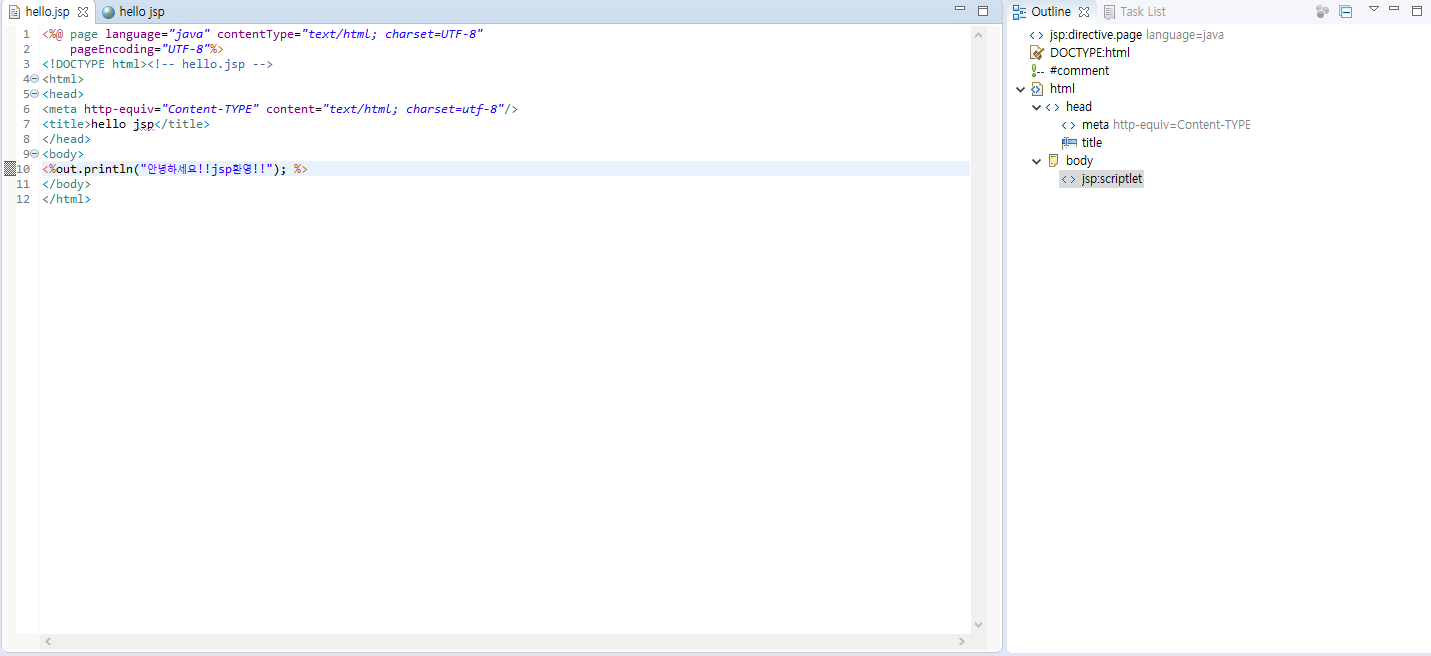 hello.jsp
hello jsp
1 <%@ page language="java" contentType="text/html; charset=UTF-8"
2     pageEncoding="UTF-8"%>
3 <!DOCTYPE html><!-- hello.jsp -->
4 <html>
5 <head>
6 <meta http-equiv="Content-TYPE" content="text/html; charset=utf-8"/>
7 <title>hello jsp</title>
8 </head>
9 <body>
10 <%out.println("안녕하세요!!jsp환영!!"); %>
11 </body>
12 </html>
Outline
Task List
jsp:directive.page language=java
DOCTYPE:html
#comment
html
head
meta http-equiv=Content-TYPE
title
body
jsp:scriptlet